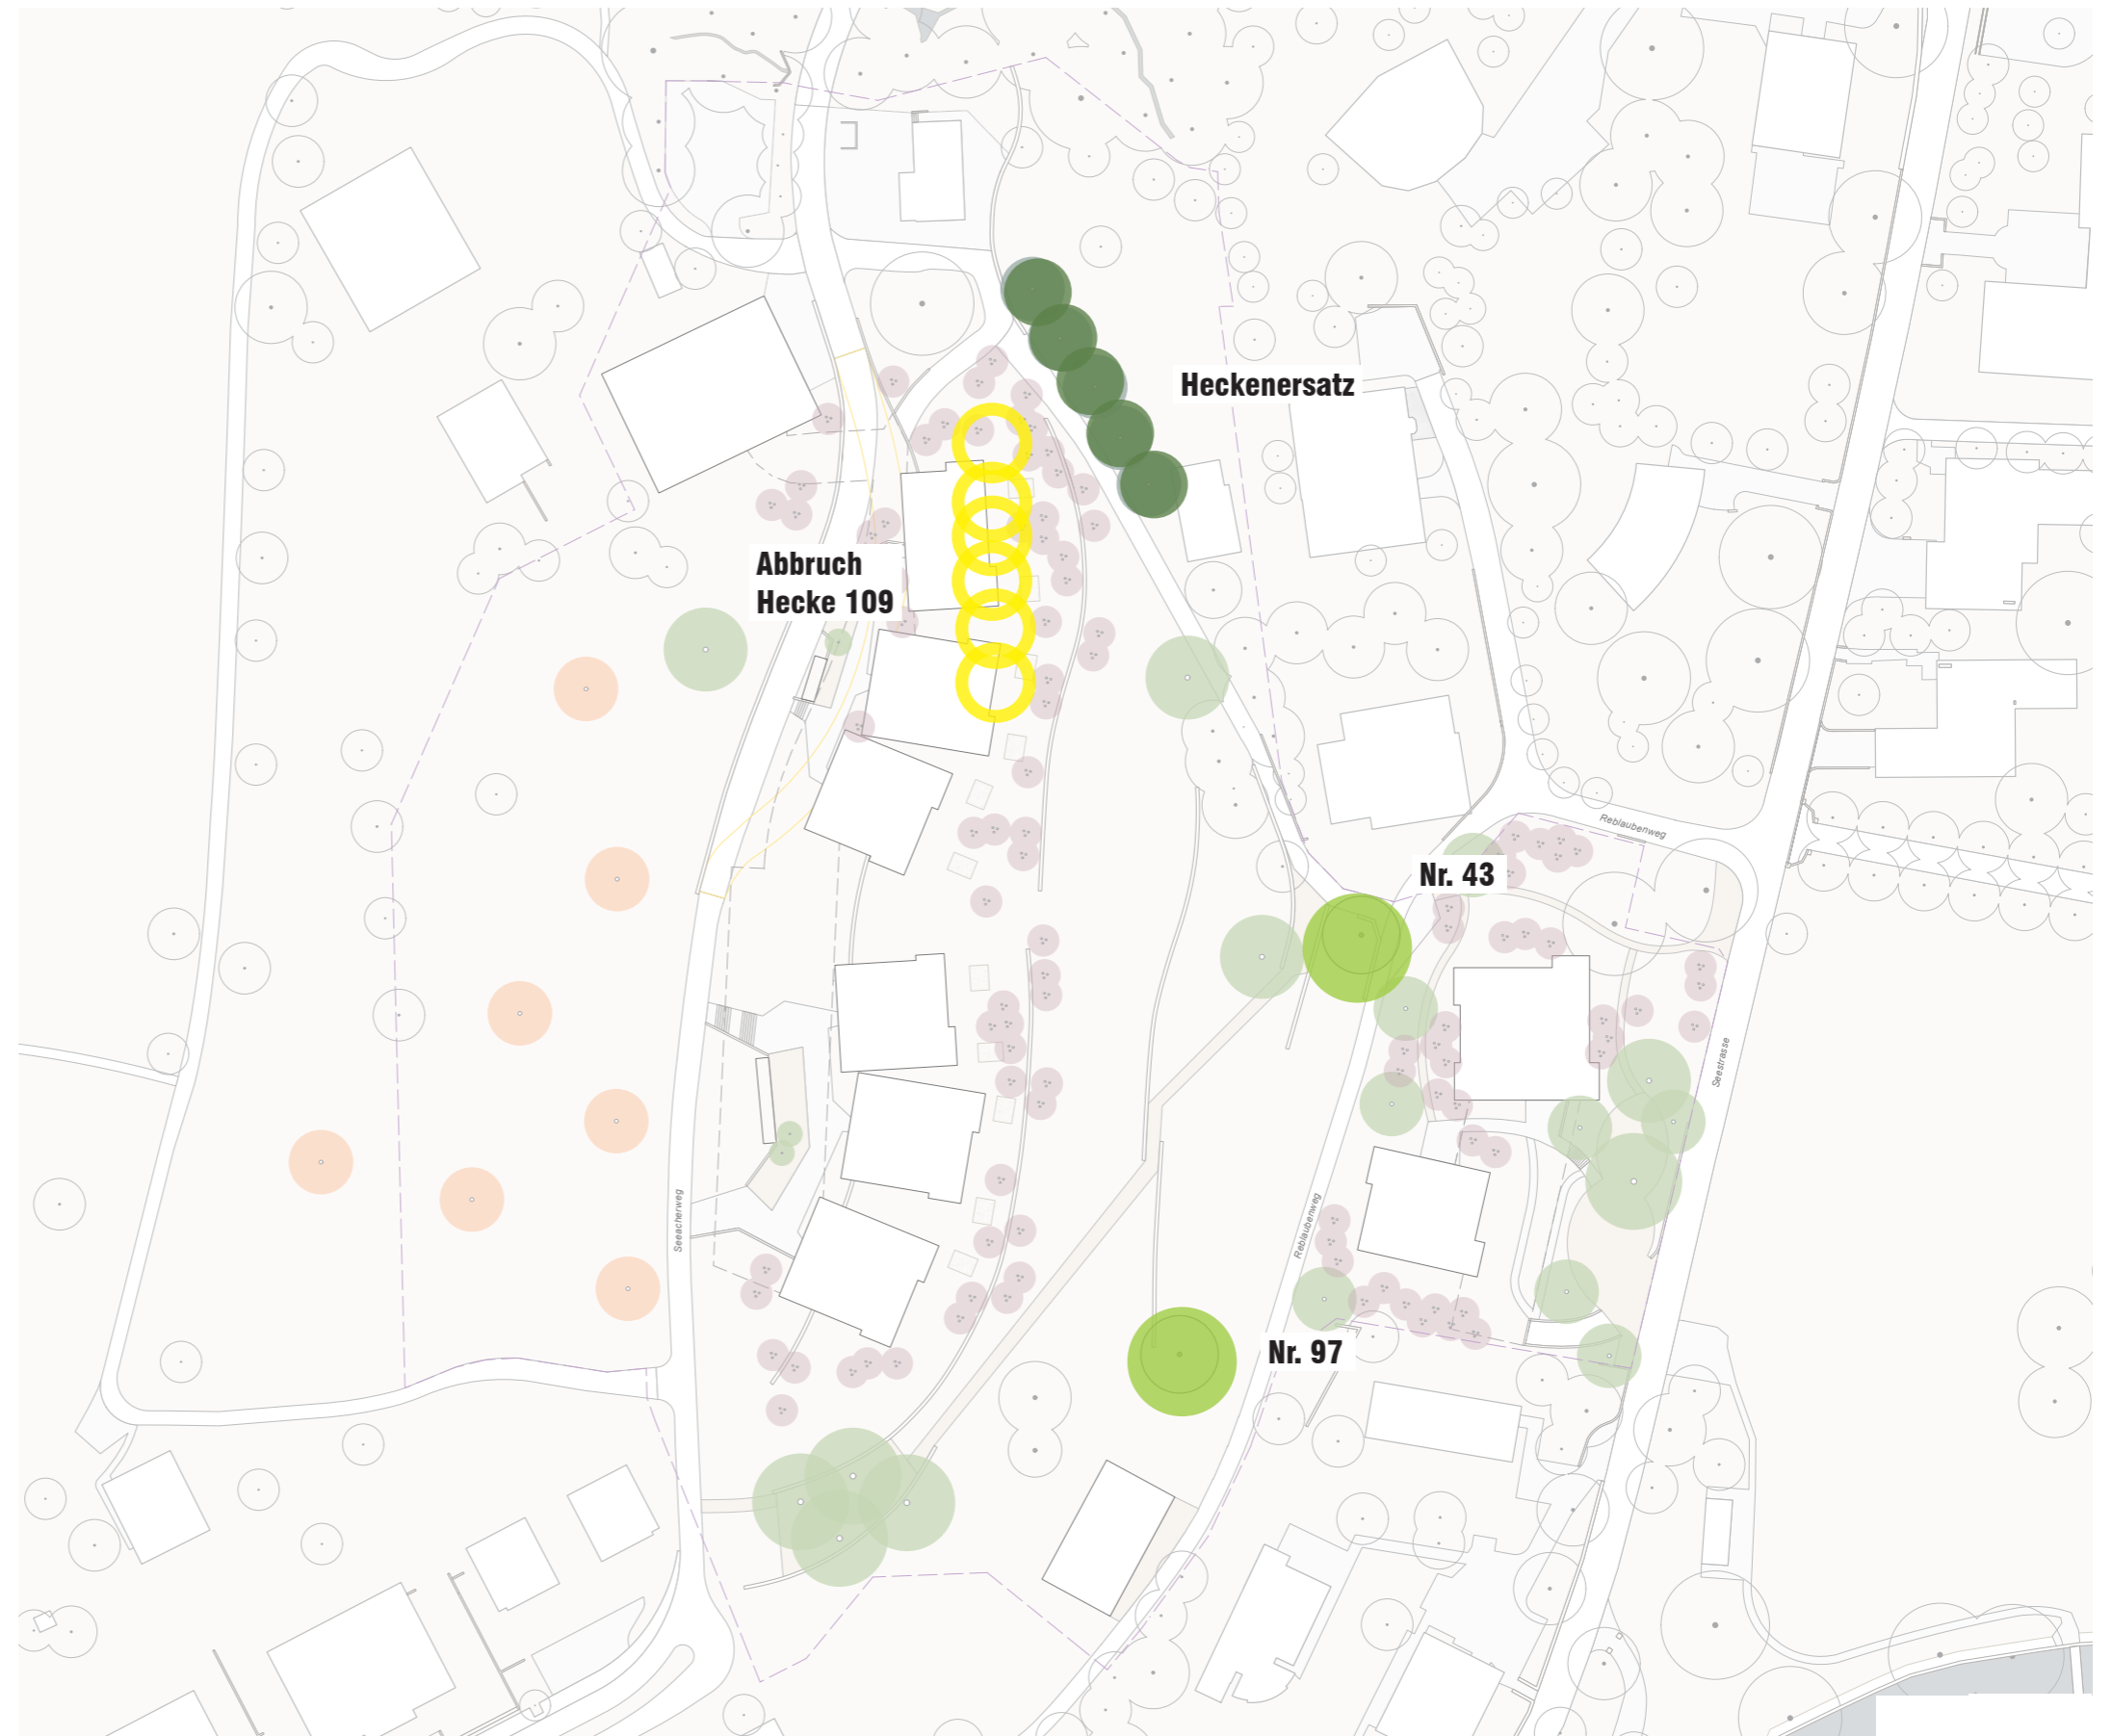 Heckenersatz
Abbruch
Hecke 109
Reblaubenweg
Nr. 43
Seestrasse
Seeacherweg
Reblaubenweg
Nr. 97